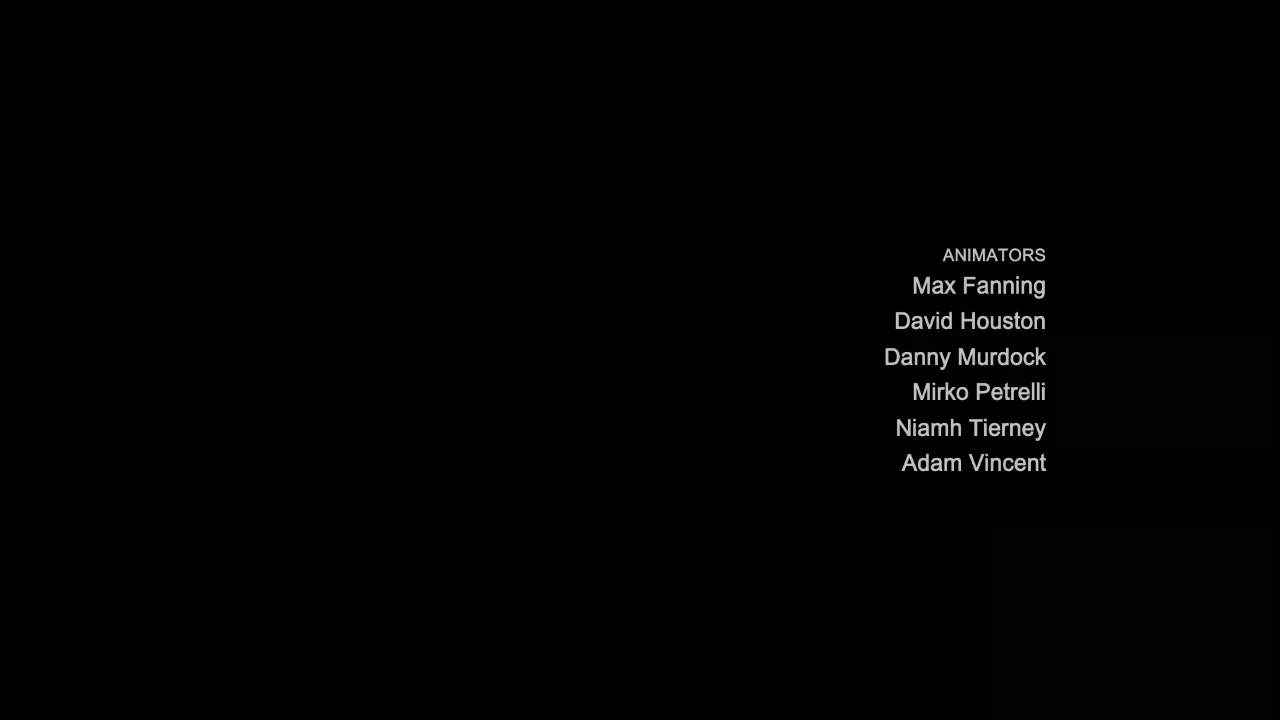 ANIMATORS
Max Fanning
David Houston
Danny Murdock
Mirko Petrelli
Niamh Tierney
Adam Vincent